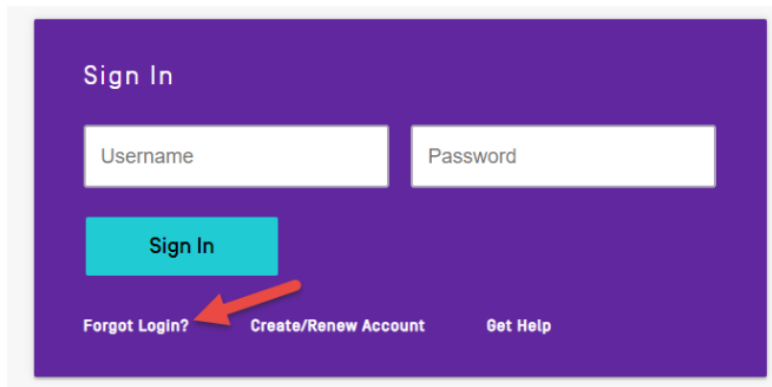 Sign In
Username Password
Sign In
Forgot Login? Create/Renew Account Get Help